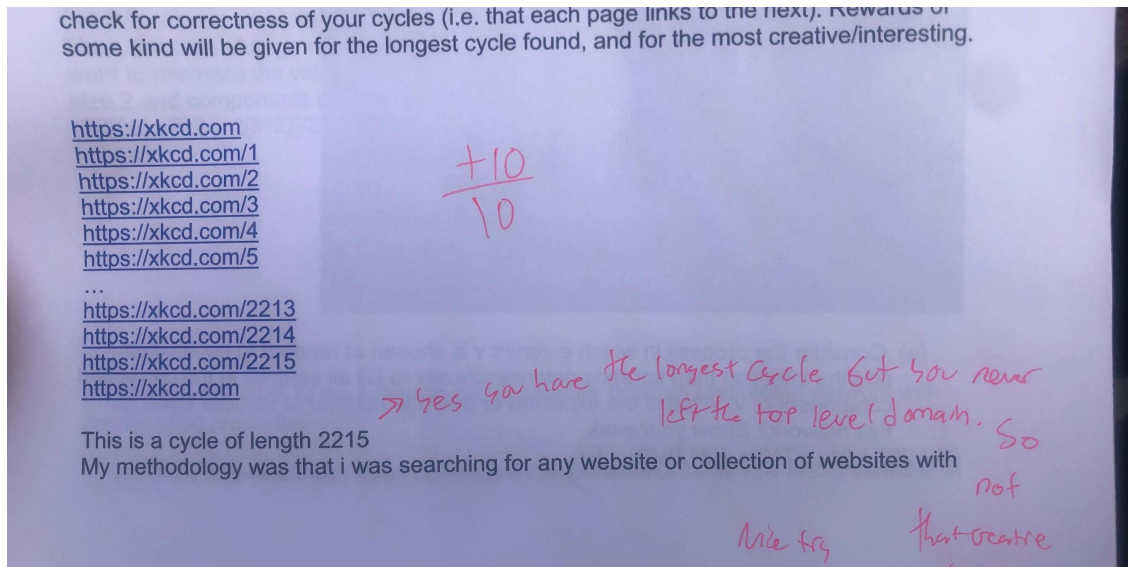 check for correctness of your cycles (i.e. that each page links to the next). Rewards of
some kind will be given for the longest cycle found, and for the most creative/interesting.
https://xkcd.com
https://xkcd.com/1
https://xkcd.com/2
https://xkcd.com/3
https://xkcd.com/4
https://xkcd.com/5
...
https://xkcd.com/2213
https://xkcd.com/2214
https://xkcd.com/2215
https://xkcd.com
+10
10
yes you have the longest cycle but you never
left the top level domain.
So
not
that creative
Nice try
This is a cycle of length 2215
My methodology was that i was searching for any website or collection of websites with